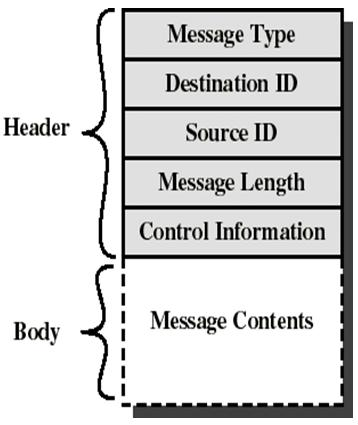 Message Type
Destination ID
Header
Source ID
Message Length
Control Information
Body
Message Contents